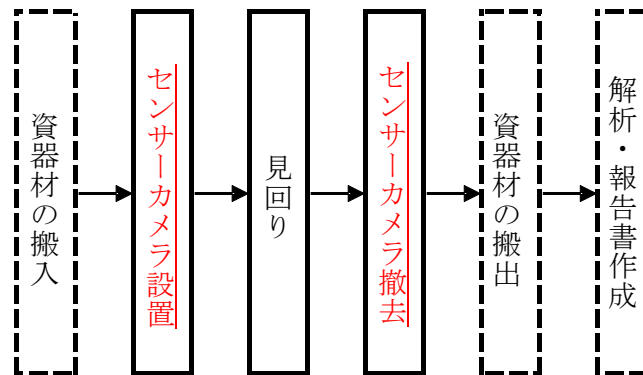 資器材の搬入
センサーカメラ設置
見回り
センサーカメラ撤去
資器材の搬出
解析・報告書作成